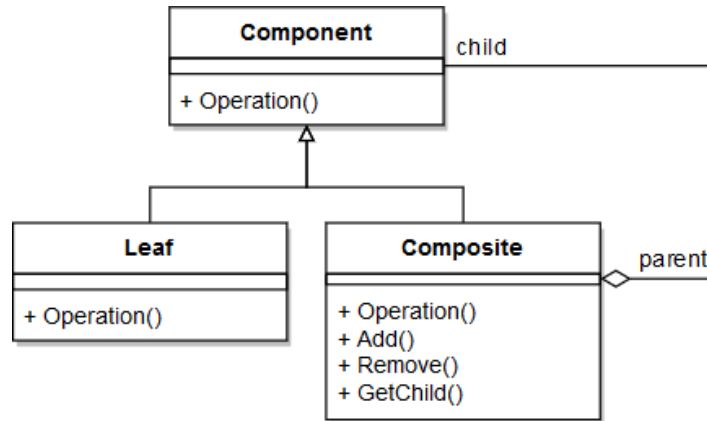 Component
child
+ Operation()
Leaf
+ Operation()
Composite
parent
+ Operation()
+ Add()
+ Remove()
+ GetChild()